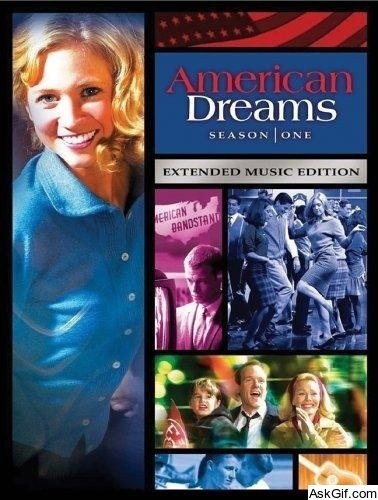 American
Dreams
SEASON | ONE
EXTENDED MUSIC EDITION
AMERICAN
BANDSTAND
AskGif.com